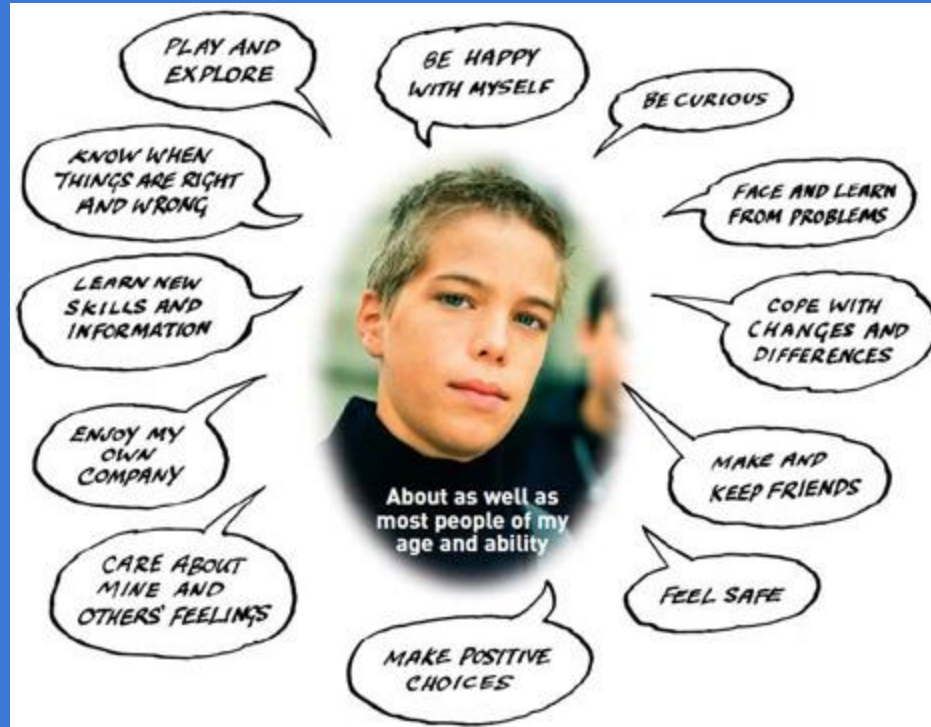 PLAY AND
EXPLORE
BE HAPPY
WITH MYSELF
BE CURIOUS
KNOW WHEN
THINGS ARE RIGHT
AND WRONG
FACE AND LEARN
FROM PROBLEMS
LEARN NEW
SKILLS AND
INFORMATION
COPE WITH
CHANGES AND
DIFFERENCES
ENJOY MY
OWN
COMPANY
MAKE AND
KEEP FRIENDS
About as well as
most people of my
age and ability
CARE ABOUT
MINE AND
OTHERS' FEELINGS
FEEL SAFE
MAKE POSITIVE
CHOICES